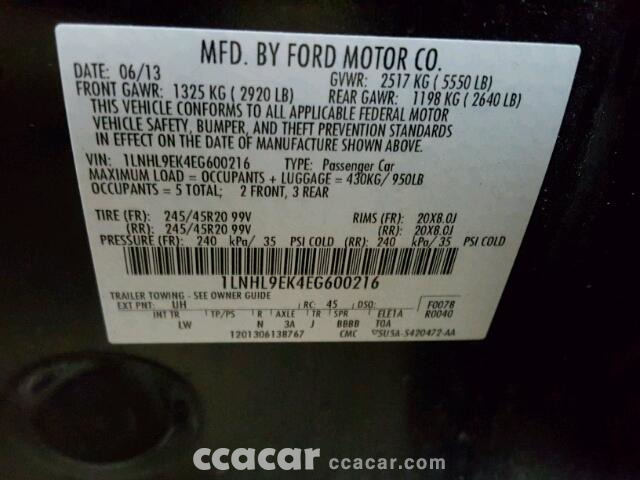 MFD. BY FORD MOTOR CO.
DATE: 06/13 GVWR: 2517 KG ( 5550 LB)
FRONT GAWR: 1325 KG ( 2920 LB) REAR GAWR: 1198 KG ( 2640 LB)
THIS VEHICLE CONFORMS TO ALL APPLICABLE FEDERAL MOTOR
VEHICLE SAFETY, BUMPER, AND THEFT PREVENTION STANDARDS
IN EFFECT ON THE DATE OF MANUFACTURE SHOWN ABOVE.
VIN: 1LNHL9EK4EG600216 TYPE: Passenger Car
MAXIMUM LOAD = OCCUPANTS + LUGGAGE = 430KG/ 950LB
OCCUPANTS = 5 TOTAL; 2 FRONT, 3 REAR
TIRE (FR): 245/45R20 99V RIMS (FR): 20X8.0J
(RR): 245/45R20 99V (RR): 20X8.0J
PRESSURE (FR): 240 kPa/ 35 PSI COLD (RR): 240 kPa/ 35 PSI COLD
1LNHL9EK4EG600216
TRAILER TOWING - SEE OWNER GUIDE
EXT PNT: UH RC: 45 DSO: F007B
INT TR TP/PS R AXLE TR SPR ELE1A R0040
LW N 3A J BBBB TOA
1201306138767 CMC SU5A-S420472-AA
ccacar ccacar.com